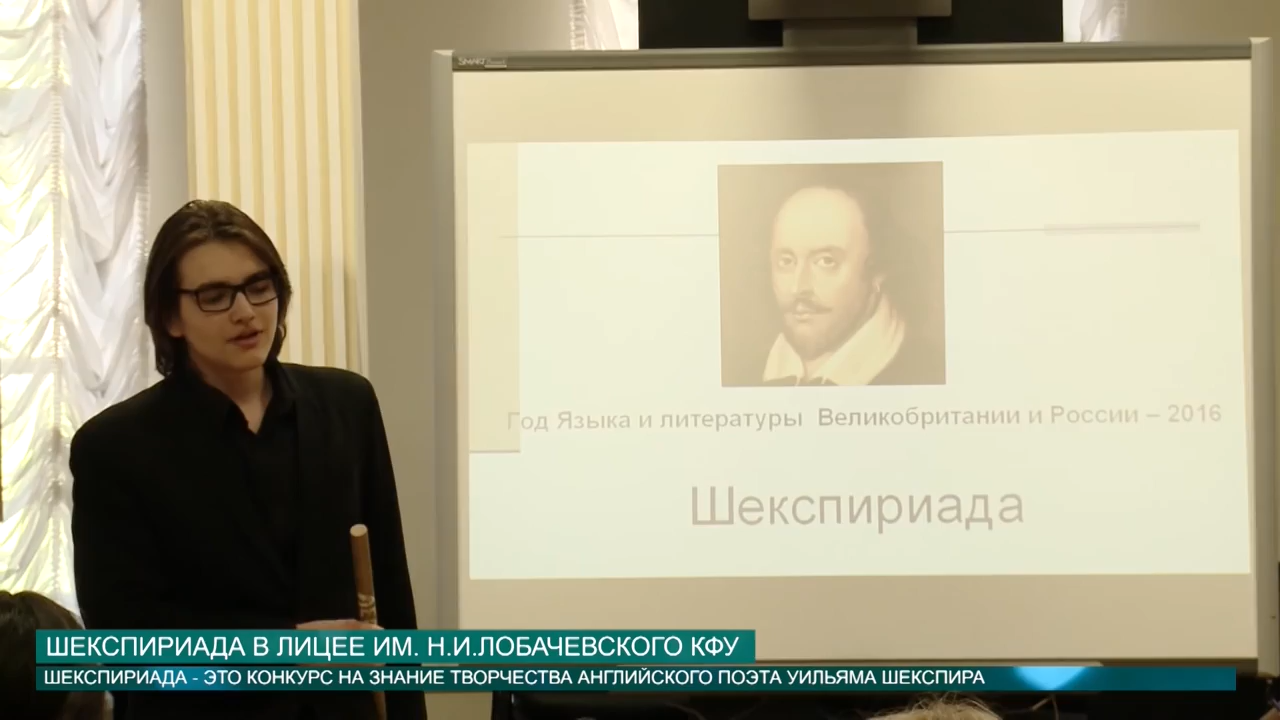 SMART
Год Языка и литературы Великобритании и России – 2016
Шекспириада
ШЕКСПИРИАДА В ЛИЦЕЕ ИМ. Н.И.ЛОБАЧЕВСКОГО КФУ
ШЕКСПИРИАДА - ЭТО КОНКУРС НА ЗНАНИЕ ТВОРЧЕСТВА АНГЛИЙСКОГО ПОЭТА УИЛЬЯМА ШЕКСПИРА